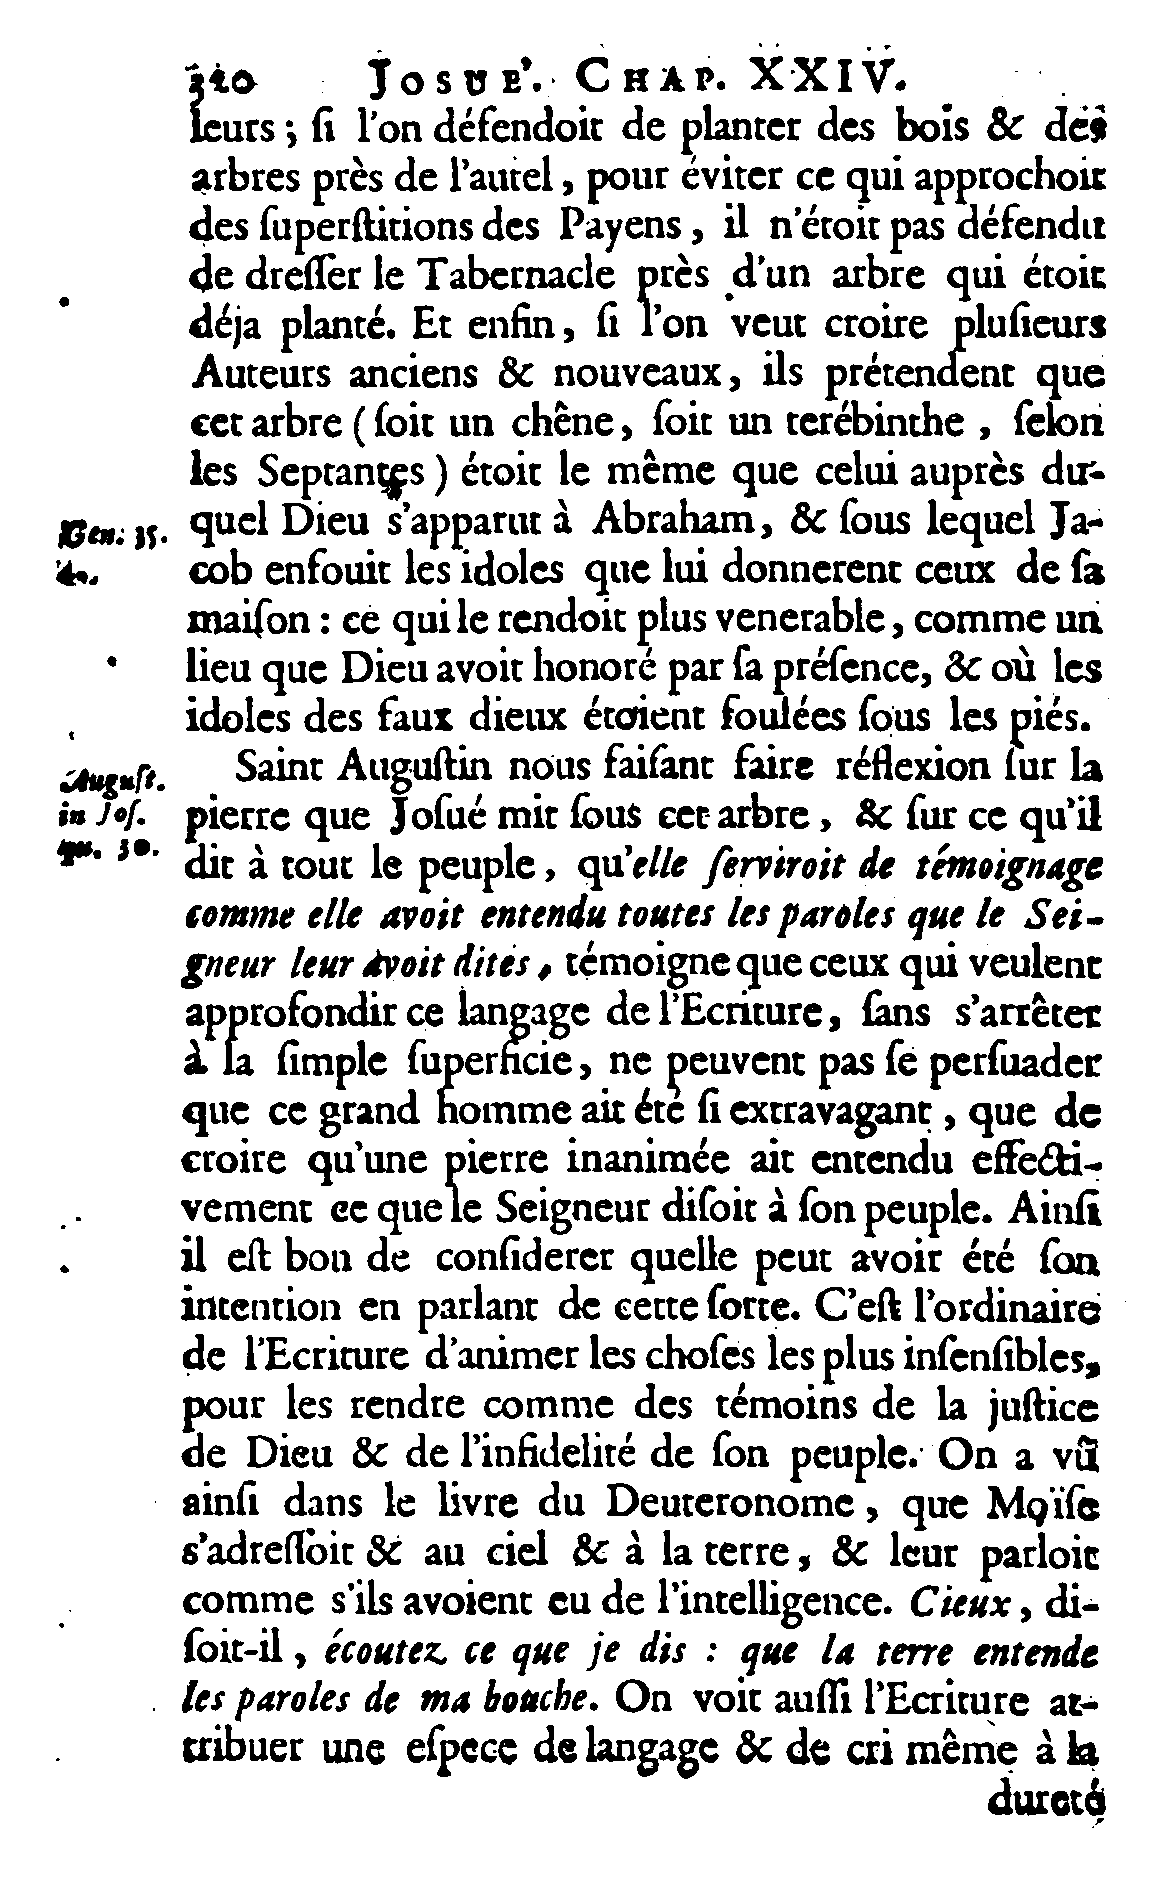 320 JOSUE'. CHAP. XXIV.
leurs ; ſi l'on défendoit de planter des bois & des
arbres près de l'autel, pour éviter ce qui approchoit
des ſuperſtitions des Payens, il n'étoit pas défendu
de dreſſer le Tabernacle près d'un arbre qui étoit
déja planté. Et enfin, ſi l'on veut croire pluſieurs
Auteurs anciens & nouveaux, ils prétendent que
cet arbre ( ſoit un chêne, ſoit un terébinthe, ſelon
les Septantes ) étoit le même que celui auprès du-
Gen. 35. quel Dieu s'apparut à Abraham, & ſous lequel Ja-
4. cob enfouit les idoles que lui donnerent ceux de ſa
maiſon : ce qui le rendoit plus venerable, comme un
lieu que Dieu avoit honoré par ſa préſence, & où les
idoles des faux dieux étoient foulées ſous les piés.
Auguſt. Saint Auguſtin nous faiſant faire réflexion ſur la
in Joſ. pierre que Joſué mit ſous cet arbre, & ſur ce qu'il
qu. 30. dit à tout le peuple, qu'elle ſerviroit de témoignage
comme elle avoit entendu toutes les paroles que le Sei-
gneur leur avoit dites, témoigne que ceux qui veulent
approfondir ce langage de l'Ecriture, ſans s'arrêter
à la ſimple ſuperficie, ne peuvent pas ſe perſuader
que ce grand homme ait été ſi extravagant, que de
croire qu'une pierre inanimée ait entendu effecti-
vement ce que le Seigneur diſoit à ſon peuple. Ainſi
il eſt bon de conſiderer quelle peut avoir été ſon
intention en parlant de cette ſorte. C'eſt l'ordinaire
de l'Ecriture d'animer les choſes les plus inſenſibles,
pour les rendre comme des témoins de la juſtice
de Dieu & de l'infidelité de ſon peuple. On a vû
ainſi dans le livre du Deuteronome, que Moïſe
s'adreſſoit & au ciel & à la terre, & leur parloit
comme s'ils avoient eu de l'intelligence. Cieux, di-
ſoit-il, écoutez ce que je dis : que la terre entende
les paroles de ma bouche. On voit auſſi l'Ecriture at-
tribuer une eſpece de langage & de cri même à la
dureté